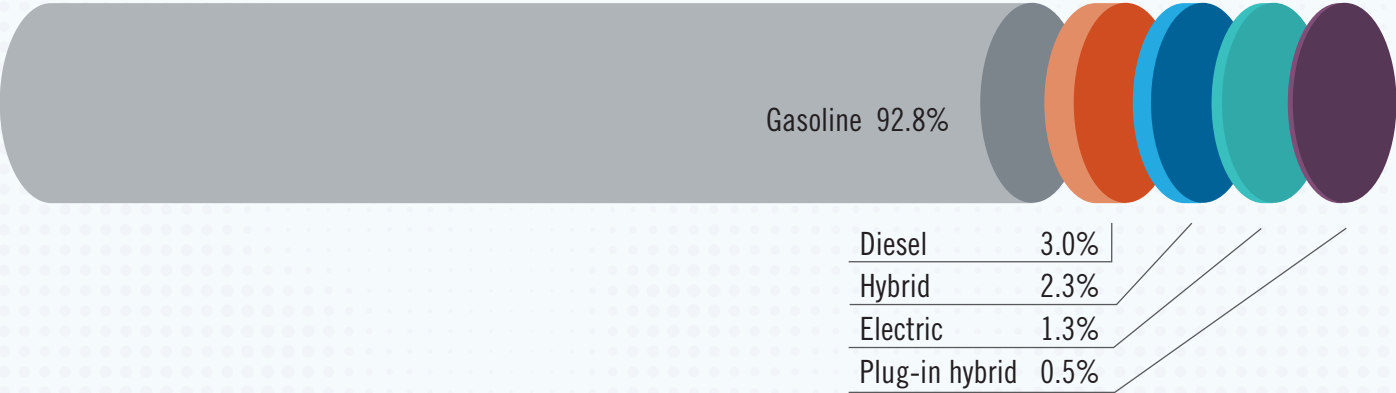 Gasoline 92.8%
Diesel 3.0%
Hybrid 2.3%
Electric 1.3%
Plug-in hybrid 0.5%